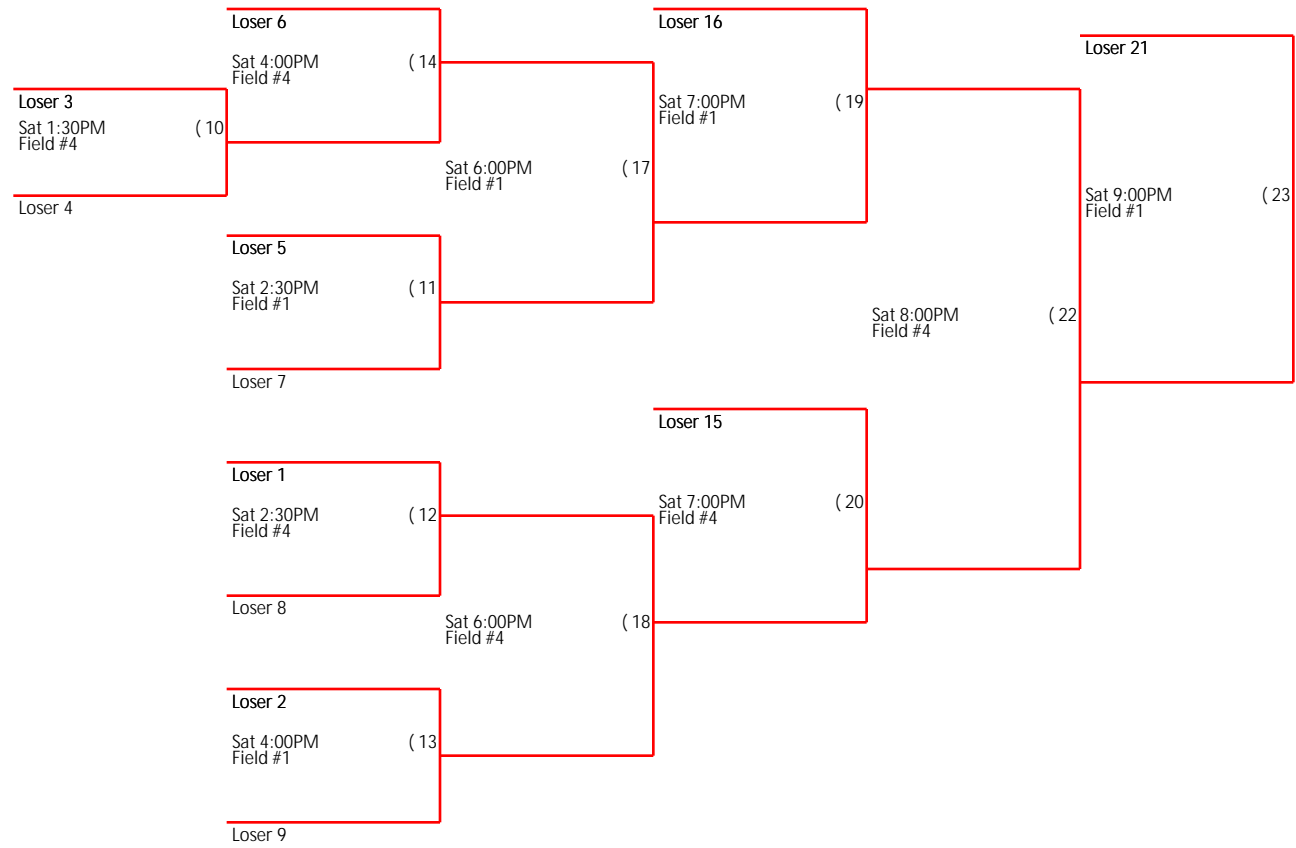 Loser 6
Sat 4:00PM
Field #4
( 14
Loser 3
Sat 1:30PM
Field #4
( 10
Loser 4
Sat 6:00PM
Field #1
( 17
Loser 5
Sat 2:30PM
Field #1
( 11
Loser 7
Loser 16
Sat 7:00PM
Field #1
( 19
Loser 21
Sat 9:00PM
Field #1
( 23
Sat 8:00PM
Field #4
( 22
Loser 15
Sat 7:00PM
Field #4
( 20
Loser 1
Sat 2:30PM
Field #4
( 12
Loser 8
Sat 6:00PM
Field #4
( 18
Loser 2
Sat 4:00PM
Field #1
( 13
Loser 9